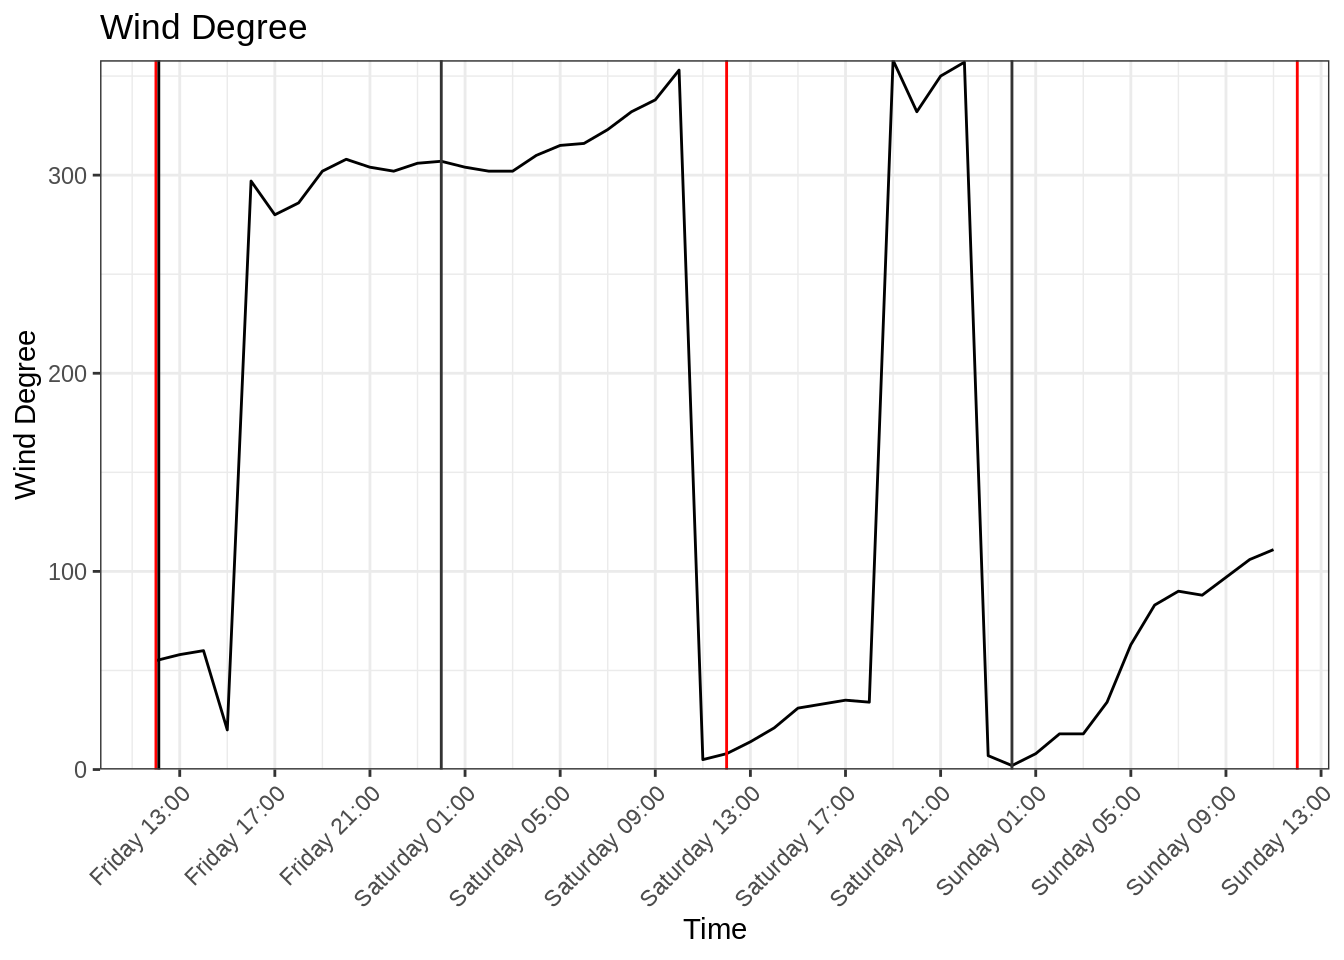 Wind Degree
Wind Degree
300
200
100
0
Friday 13:00
Friday 17:00
Friday 21:00
Saturday 01:00
Saturday 05:00
Saturday 09:00
Saturday 13:00
Saturday 17:00
Saturday 21:00
Sunday 01:00
Sunday 05:00
Sunday 09:00
Sunday 13:00
Time